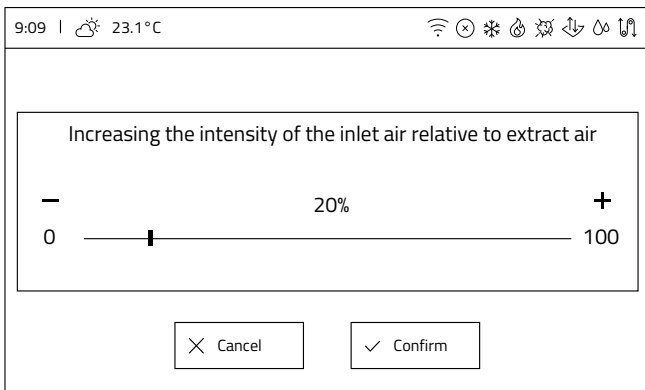 9:09 | 23.1°C
Increasing the intensity of the inlet air relative to extract air
− 20% +
0 100
Cancel Confirm